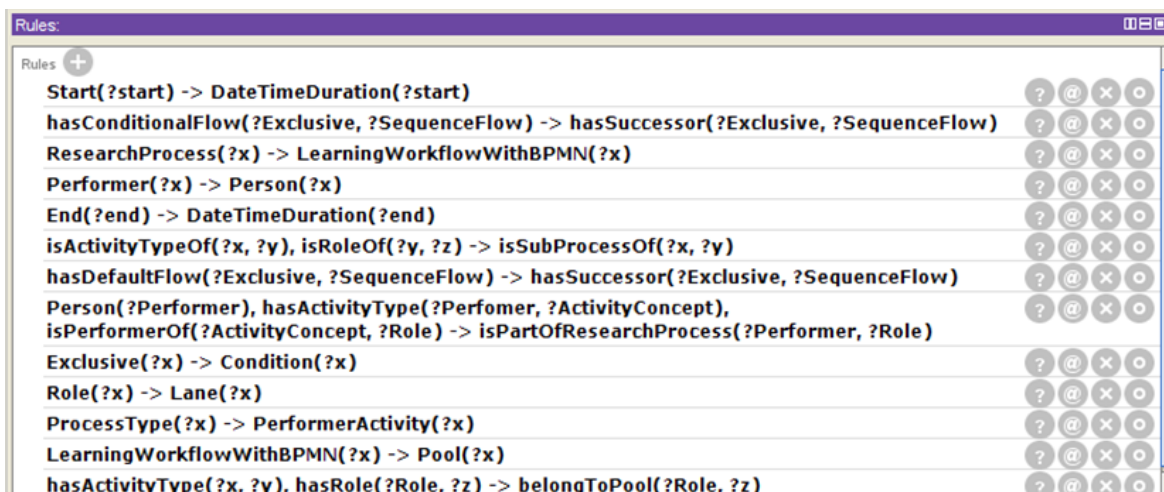 Rules:
Rules
Start(?start) -> DateTimeDuration(?start)
hasConditionalFlow(?Exclusive, ?SequenceFlow) -> hasSuccessor(?Exclusive, ?SequenceFlow)
ResearchProcess(?x) -> LearningWorkflowWithBPMN(?x)
Performer(?x) -> Person(?x)
End(?end) -> DateTimeDuration(?end)
isActivityTypeOf(?x, ?y), isRoleOf(?y, ?z) -> isSubProcessOf(?x, ?y)
hasDefaultFlow(?Exclusive, ?SequenceFlow) -> hasSuccessor(?Exclusive, ?SequenceFlow)
Person(?Performer), hasActivityType(?Perfomer, ?ActivityConcept),
isPerformerOf(?ActivityConcept, ?Role) -> isPartOfResearchProcess(?Performer, ?Role)
Exclusive(?x) -> Condition(?x)
Role(?x) -> Lane(?x)
ProcessType(?x) -> PerformerActivity(?x)
LearningWorkflowWithBPMN(?x) -> Pool(?x)
hasActivityType(?x, ?y), hasRole(?Role, ?z) -> belongToPool(?Role, ?z)